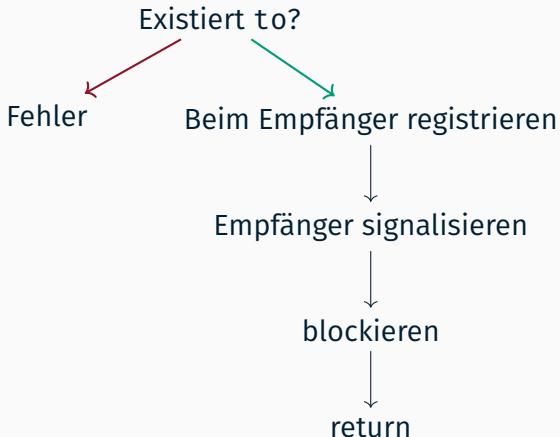 Existiert to?
Fehler
Beim Empfänger registrieren
Empfänger signalisieren
blockieren
return